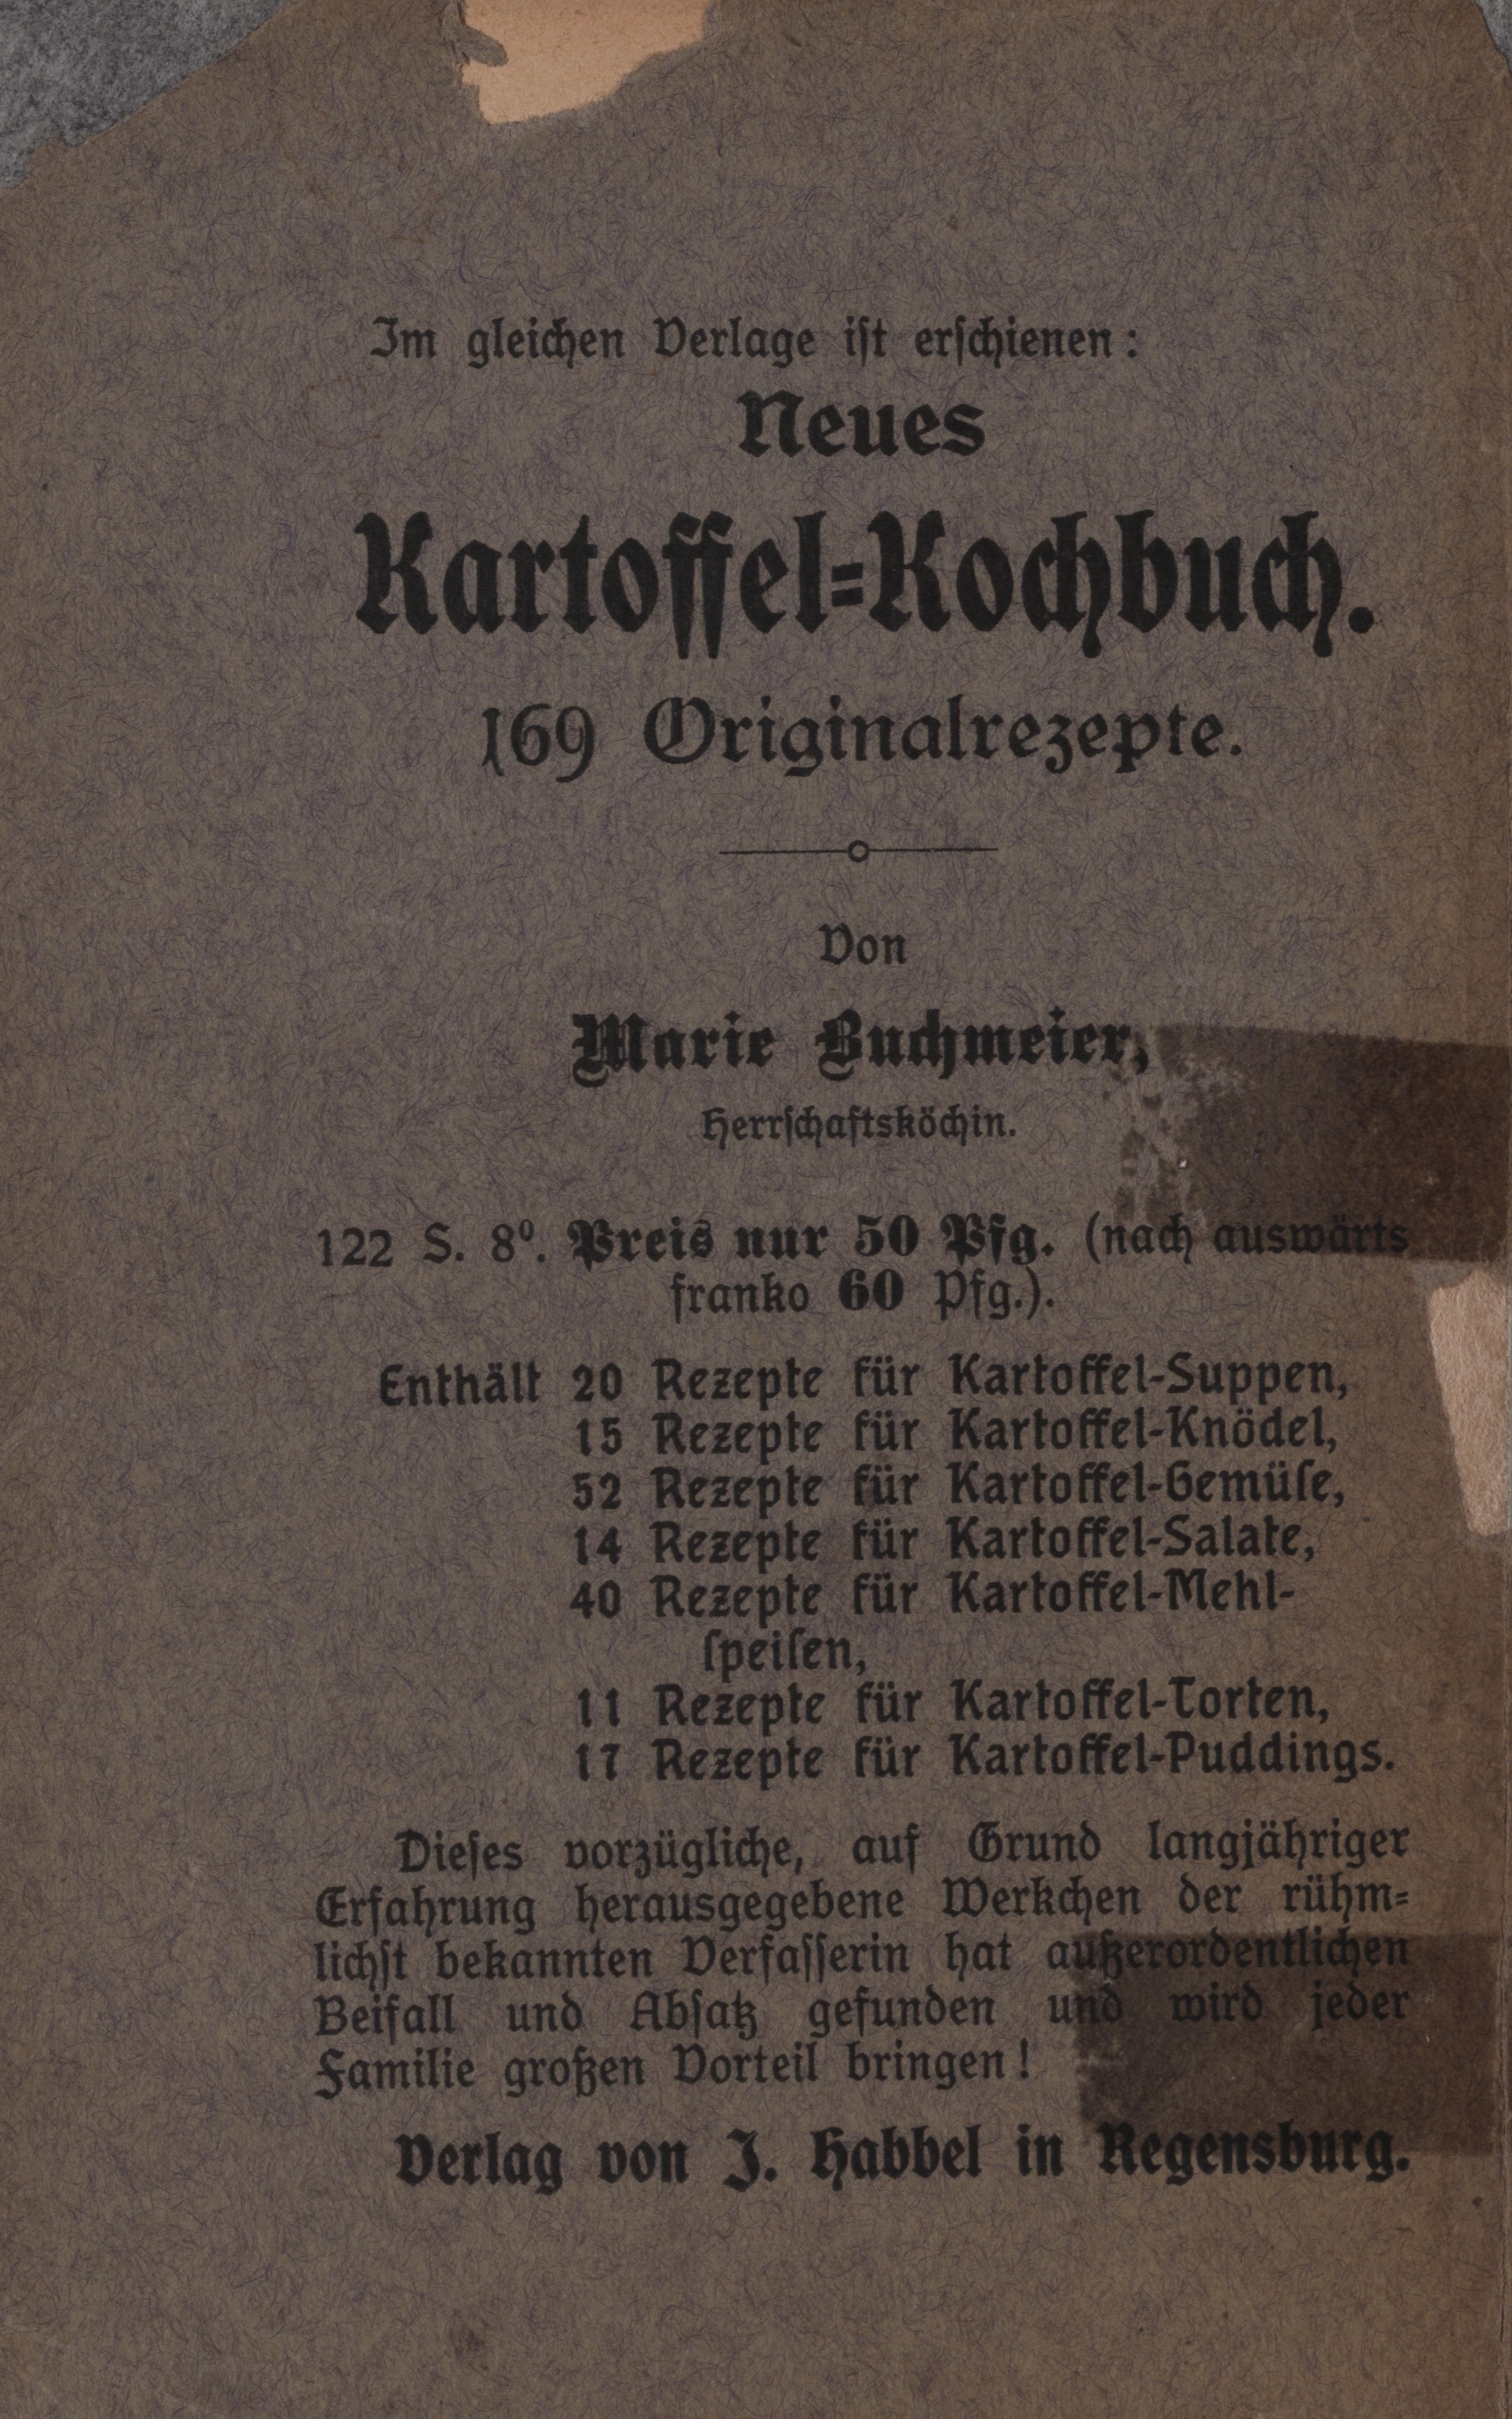 Im gleichen Verlage iſt erſchienen:
Neues
Kartoffel=Kochbuch.
169 Originalrezepte.
Von
Marie Buchmeier,
Herrſchaftsköchin.
122 S. 8⁰. Preis nur 50 Pfg. (nach auswärts
franko 60 Pfg.).
Enthält 20 Rezepte für Kartoffel-Suppen,
15 Rezepte für Kartoffel-Knödel,
52 Rezepte für Kartoffel-Gemüſe,
14 Rezepte für Kartoffel-Salate,
40 Rezepte für Kartoffel-Mehl-
ſpeiſen,
11 Rezepte für Kartoffel-Torten,
17 Rezepte für Kartoffel-Puddings.
Dieſes vorzügliche, auf Grund langjähriger
Erfahrung herausgegebene Werkchen der rühm=
lichſt bekannten Verfaſſerin hat außerordentlichen
Beifall und Abſatz gefunden und wird jeder
Familie großen Vorteil bringen!
Verlag von J. Habbel in Regensburg.